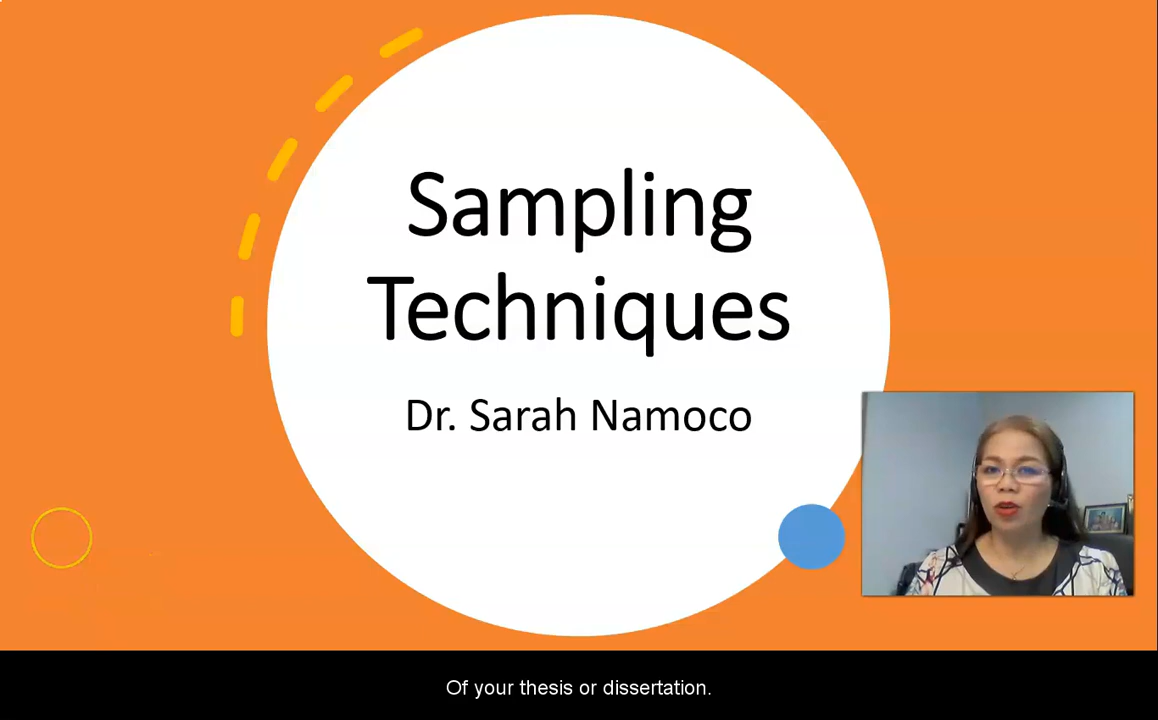 Sampling
Techniques
Dr. Sarah Namoco
Of your thesis or dissertation.